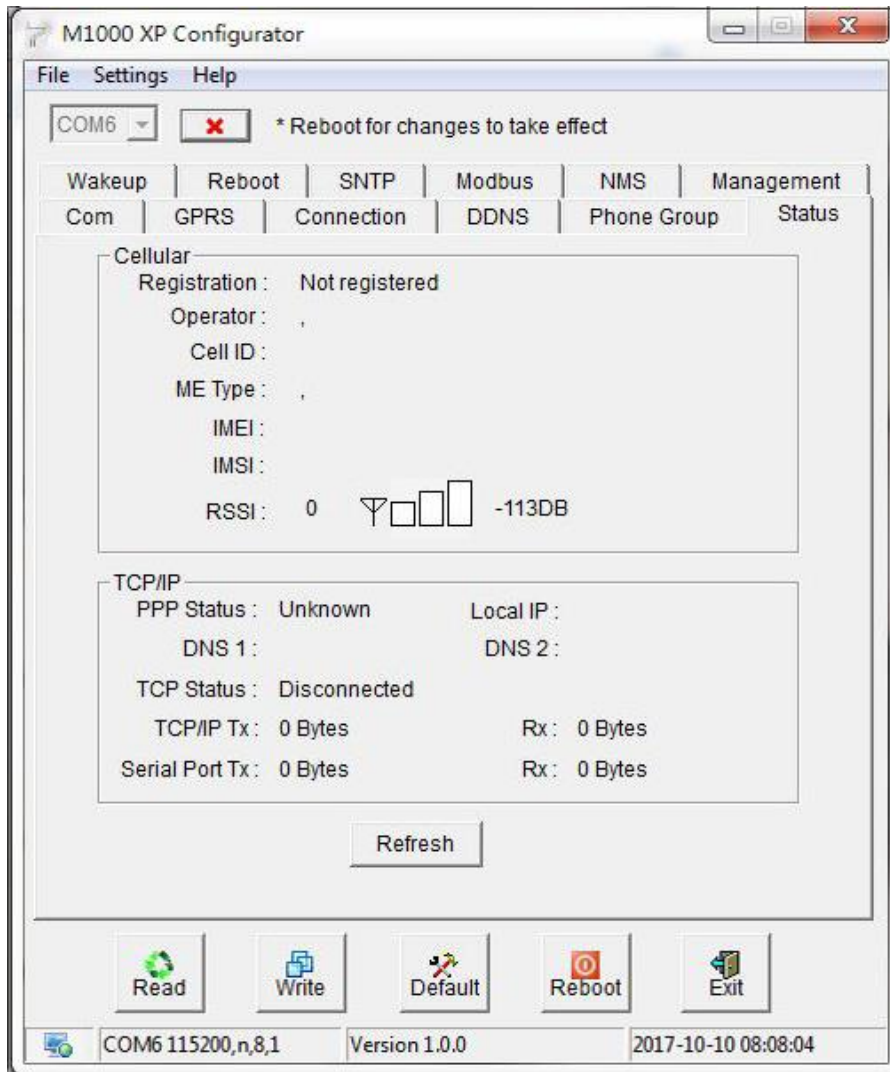 M1000 XP Configurator
File Settings Help
COM6 * Reboot for changes to take effect
Wakeup Reboot SNTP Modbus NMS Management
Com GPRS Connection DDNS Phone Group Status
Cellular
Registration : Not registered
Operator : ,
Cell ID :
ME Type : ,
IMEI :
IMSI :
RSSI : 0 -113DB
TCP/IP
PPP Status : Unknown Local IP :
DNS 1 : DNS 2 :
TCP Status : Disconnected
TCP/IP Tx : 0 Bytes Rx : 0 Bytes
Serial Port Tx : 0 Bytes Rx : 0 Bytes
Refresh
Read Write Default Reboot Exit
COM6 115200,n,8,1 Version 1.0.0 2017-10-10 08:08:04